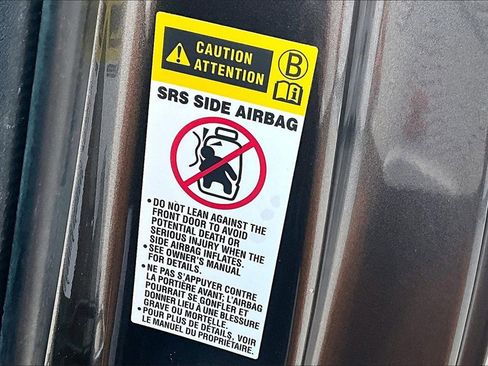 CAUTION
ATTENTION
B
i
SRS SIDE AIRBAG
• DO NOT LEAN AGAINST THE
FRONT DOOR TO AVOID
POTENTIAL DEATH OR
SERIOUS INJURY WHEN THE
SIDE AIRBAG INFLATES.
• SEE OWNER'S MANUAL
FOR DETAILS.
• NE PAS S'APPUYER CONTRE
LA PORTIÈRE AVANT: L'AIRBAG
POURRAIT SE GONFLER ET
DONNER LIEU À UNE BLESSURE
GRAVE OU MORTELLE.
• POUR PLUS DE DÉTAILS, VOIR
LE MANUEL DU PROPRIÉTAIRE.